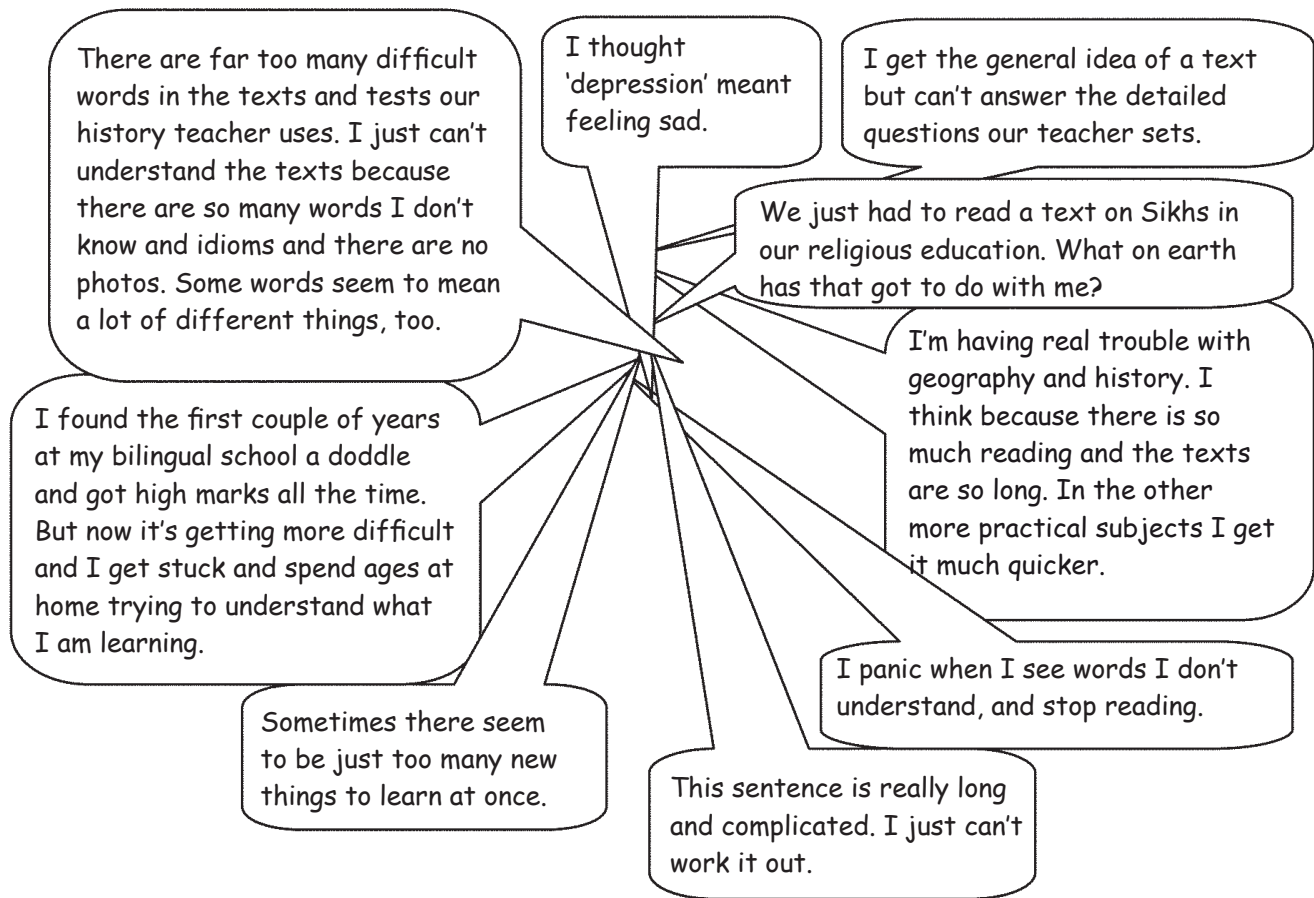 There are far too many difficult
words in the texts and tests our
history teacher uses. I just can't
understand the texts because
there are so many words I don't
know and idioms and there are no
photos. Some words seem to mean
a lot of different things, too.
I thought
‘depression’ meant
feeling sad.
I get the general idea of a text
but can't answer the detailed
questions our teacher sets.
We just had to read a text on Sikhs in
our religious education. What on earth
has that got to do with me?
I'm having real trouble with
geography and history. I
think because there is so
much reading and the texts
are so long. In the other
more practical subjects I get
it much quicker.
I found the first couple of years
at my bilingual school a doddle
and got high marks all the time.
But now it's getting more difficult
and I get stuck and spend ages at
home trying to understand what
I am learning.
I panic when I see words I don't
understand, and stop reading.
Sometimes there seem
to be just too many new
things to learn at once.
This sentence is really long
and complicated. I just can't
work it out.